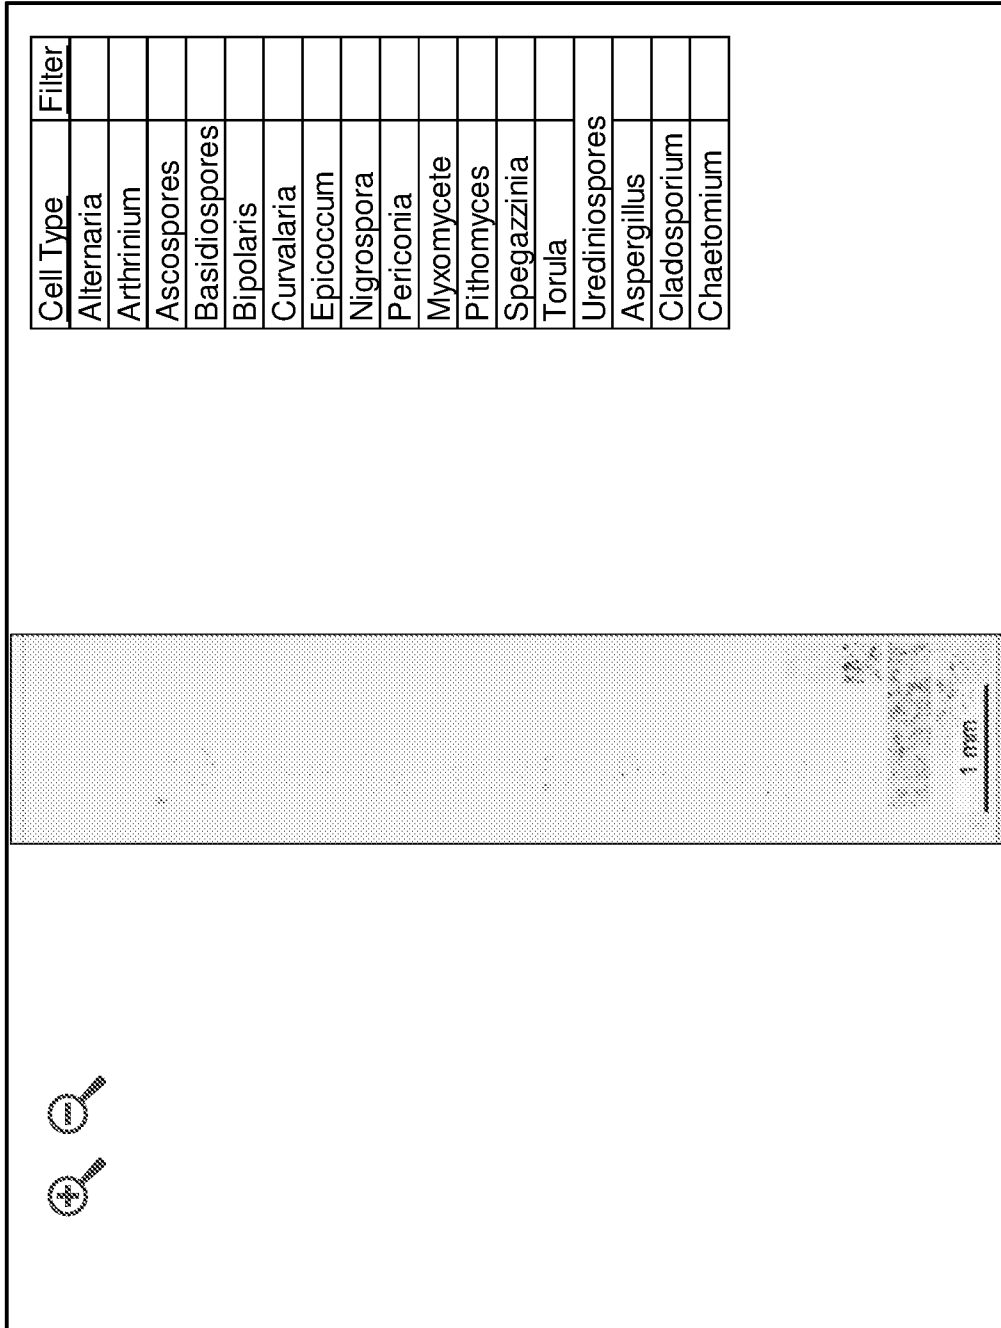 Cell Type Filter
Alternaria
Arthrinium
Ascospores
Basidiospores
Bipolaris
Curvalaria
Epicoccum
Nigrospora
Periconia
Myxomycete
Pithomyces
Spegazzinia
Torula
Urediniospores
Aspergillus
Cladosporium
Chaetomium
1 mm